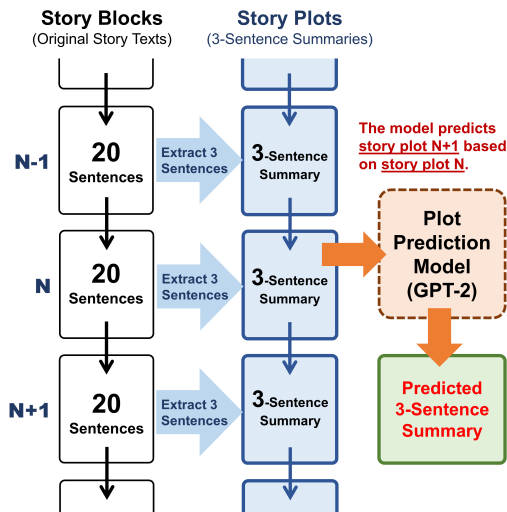 Story Blocks
(Original Story Texts)
Story Plots
(3-Sentence Summaries)
N-1
20
Sentences
Extract 3
Sentences
3-Sentence
Summary
The model predicts
story plot N+1 based
on story plot N.
N
20
Sentences
Extract 3
Sentences
3-Sentence
Summary
Plot
Prediction
Model
(GPT-2)
N+1
20
Sentences
Extract 3
Sentences
3-Sentence
Summary
Predicted
3-Sentence
Summary